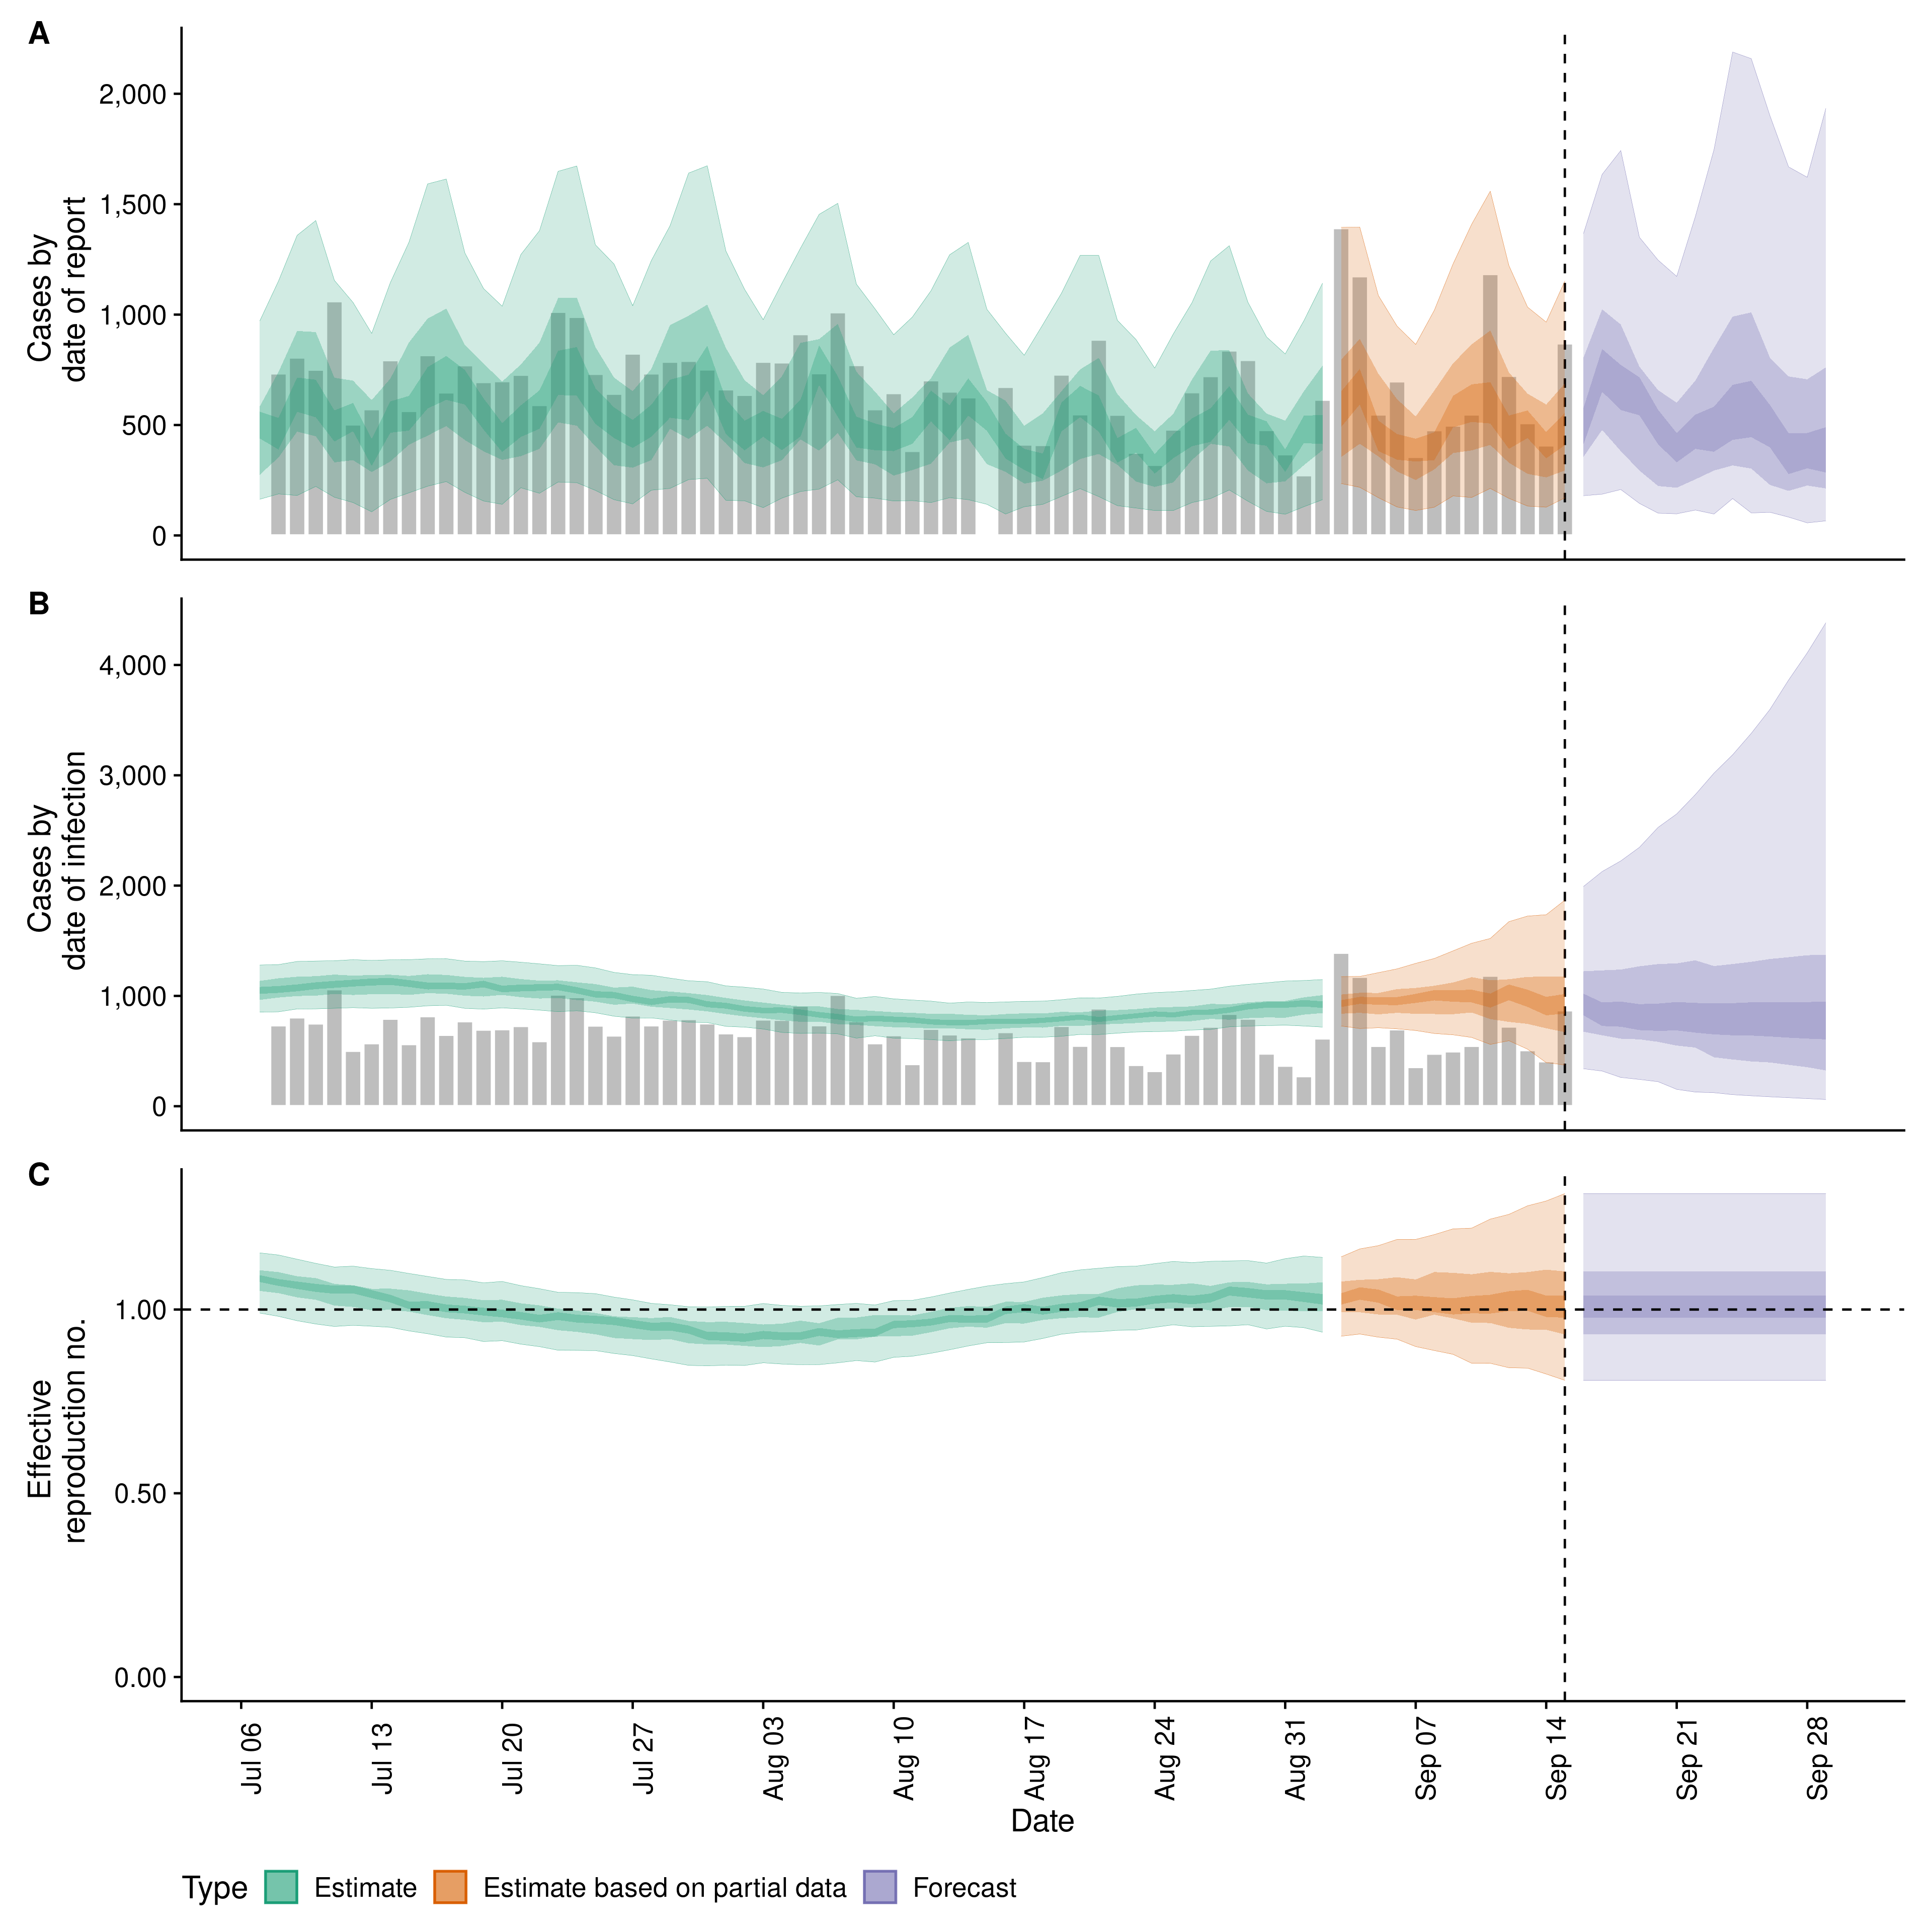 A
Cases by
date of report
2,000
1,500
1,000
500
0
B
Cases by
date of infection
4,000
3,000
2,000
1,000
0
C
Effective
reproduction no.
1.00
0.50
0.00
Jul 06
Jul 13
Jul 20
Jul 27
Aug 03
Aug 10
Aug 17
Aug 24
Aug 31
Sep 07
Sep 14
Sep 21
Sep 28
Date
Type Estimate Estimate based on partial data Forecast